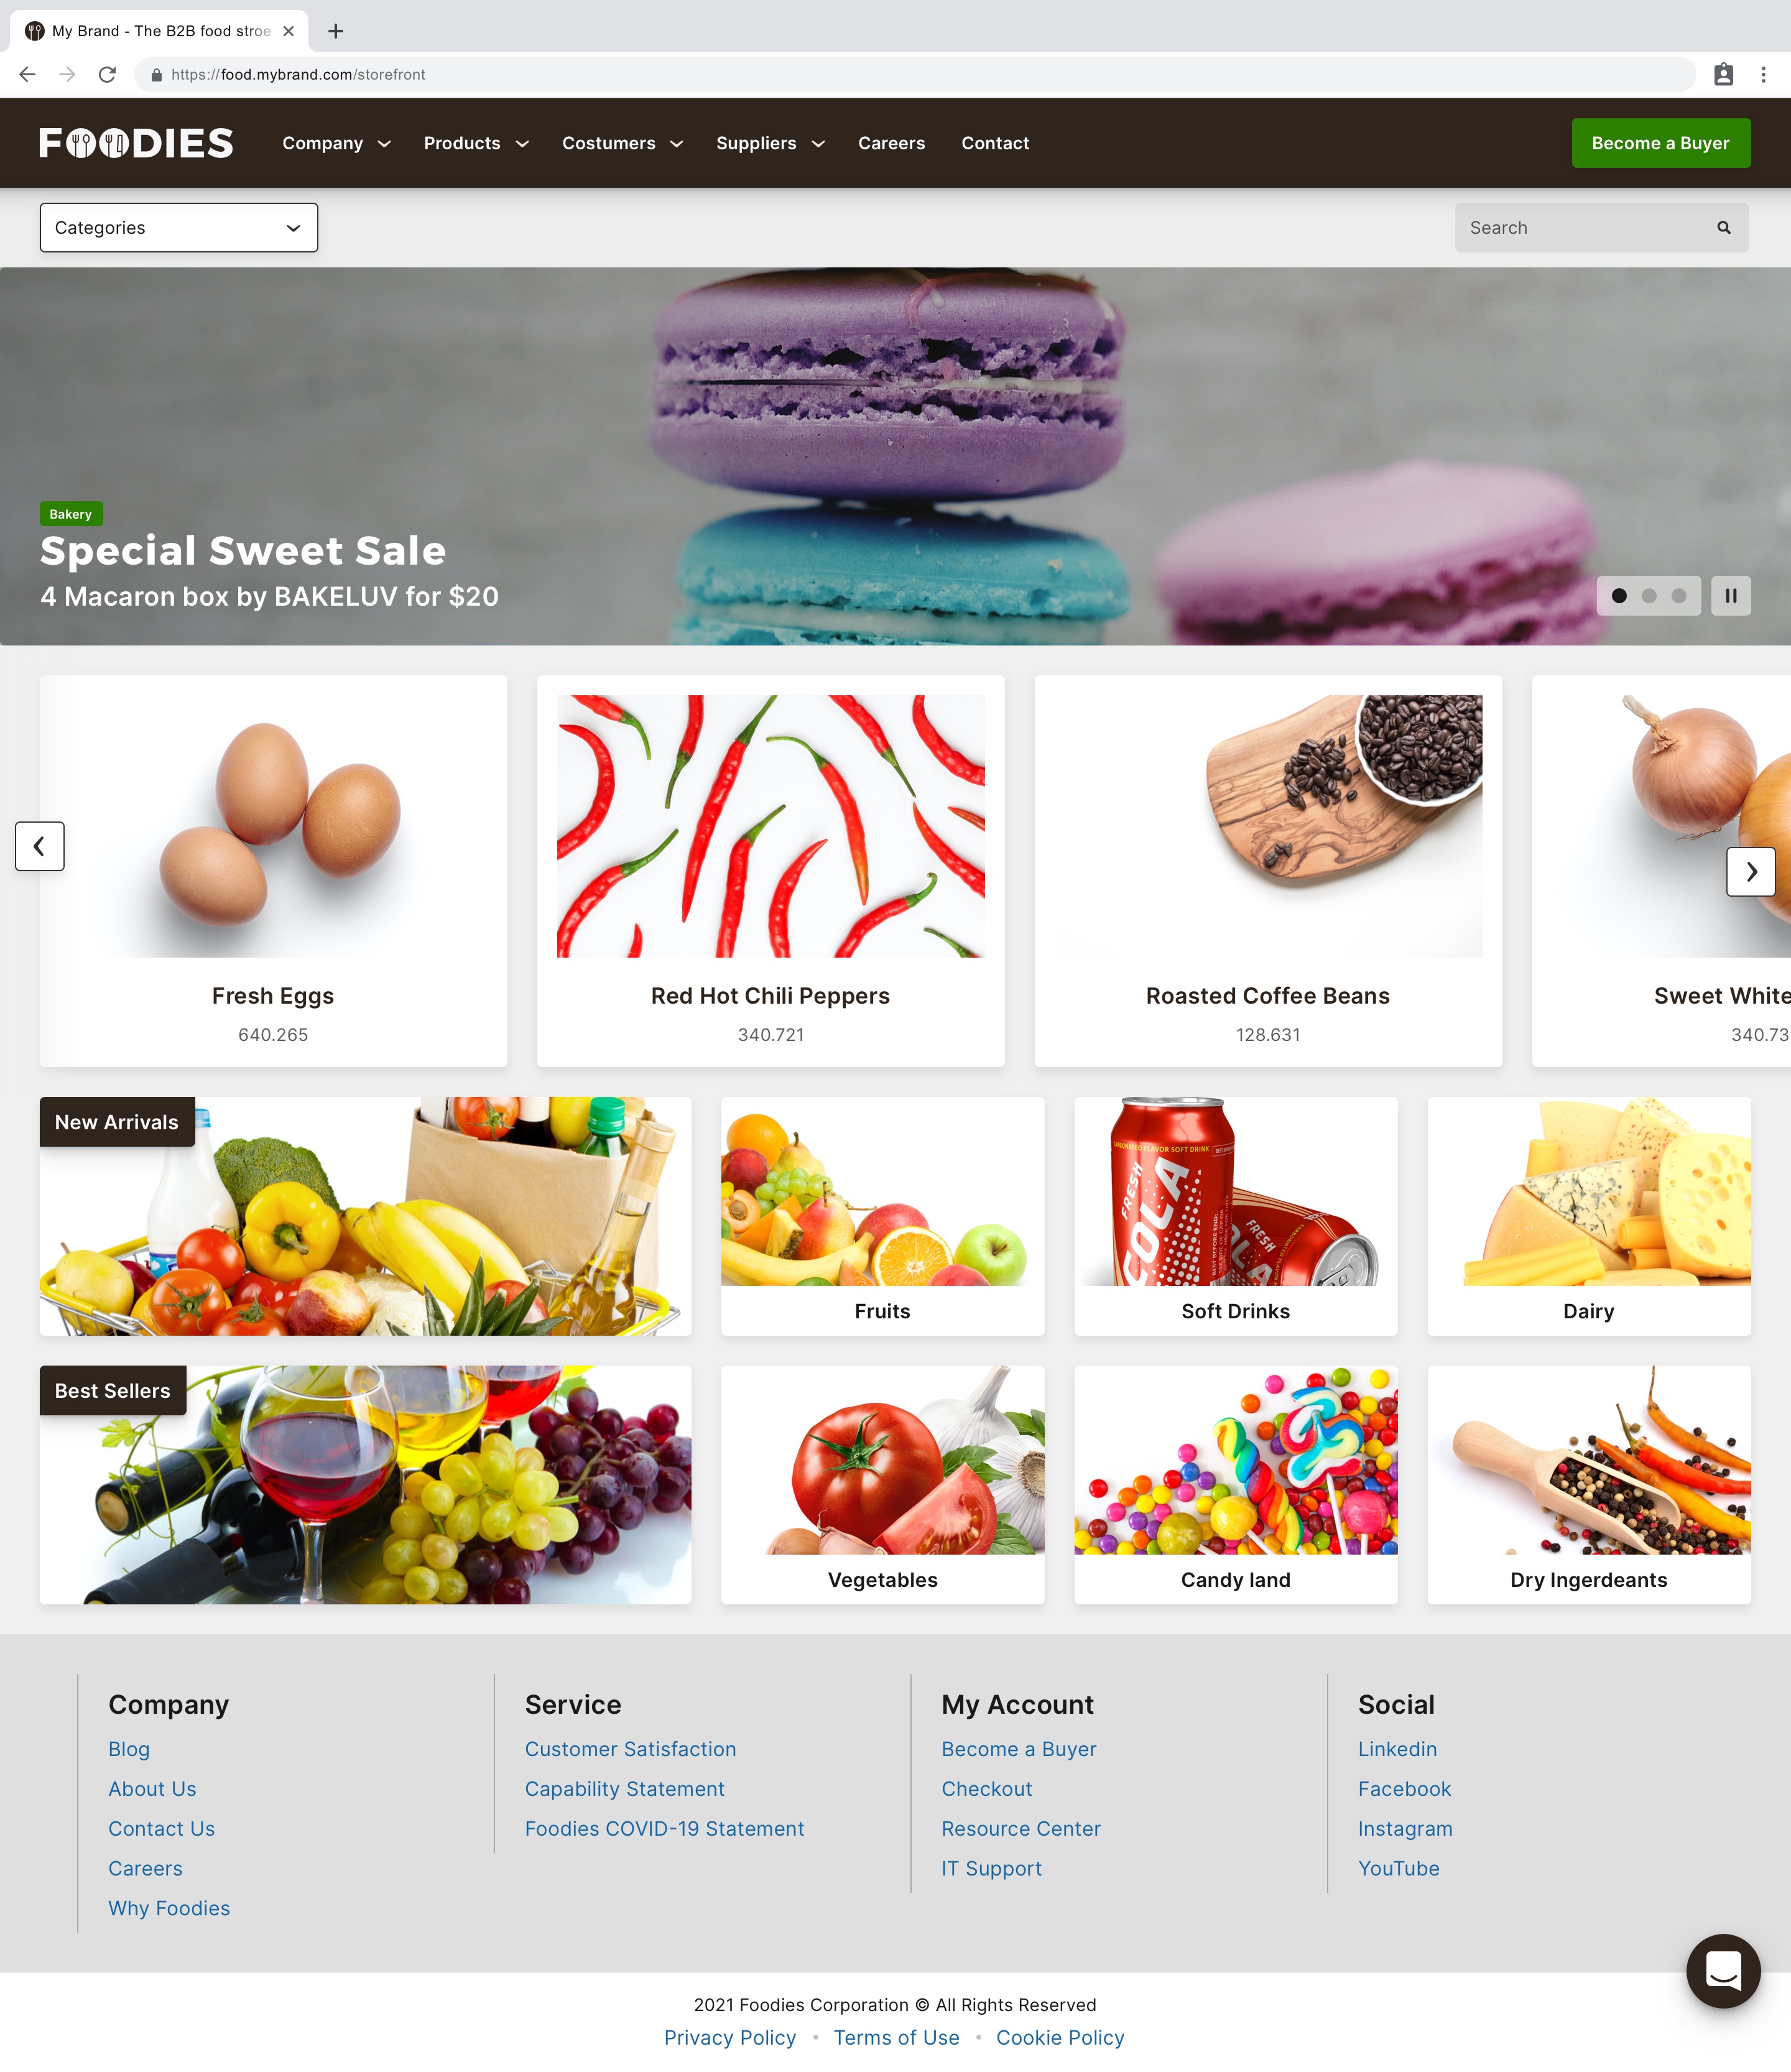 My Brand - The B2B food stroe
https://food.mybrand.com/storefront
FOODIES
Company
Products
Costumers
Suppliers
Careers
Contact
Become a Buyer
Categories
Search
Bakery
Special Sweet Sale
4 Macaron box by BAKELUV for $20
Fresh Eggs
640.265
Red Hot Chili Peppers
340.721
Roasted Coffee Beans
128.631
Sweet White
340.73
New Arrivals
CARBONATED FLAVOR SOFT DRINK
FRESH
COLA
FRESH
Fruits
Soft Drinks
Dairy
Best Sellers
Vegetables
Candy land
Dry Ingerdeants
Company
Blog
About Us
Contact Us
Careers
Why Foodies
Service
Customer Satisfaction
Capability Statement
Foodies COVID-19 Statement
My Account
Become a Buyer
Checkout
Resource Center
IT Support
Social
Linkedin
Facebook
Instagram
YouTube
2021 Foodies Corporation © All Rights Reserved
Privacy Policy • Terms of Use • Cookie Policy